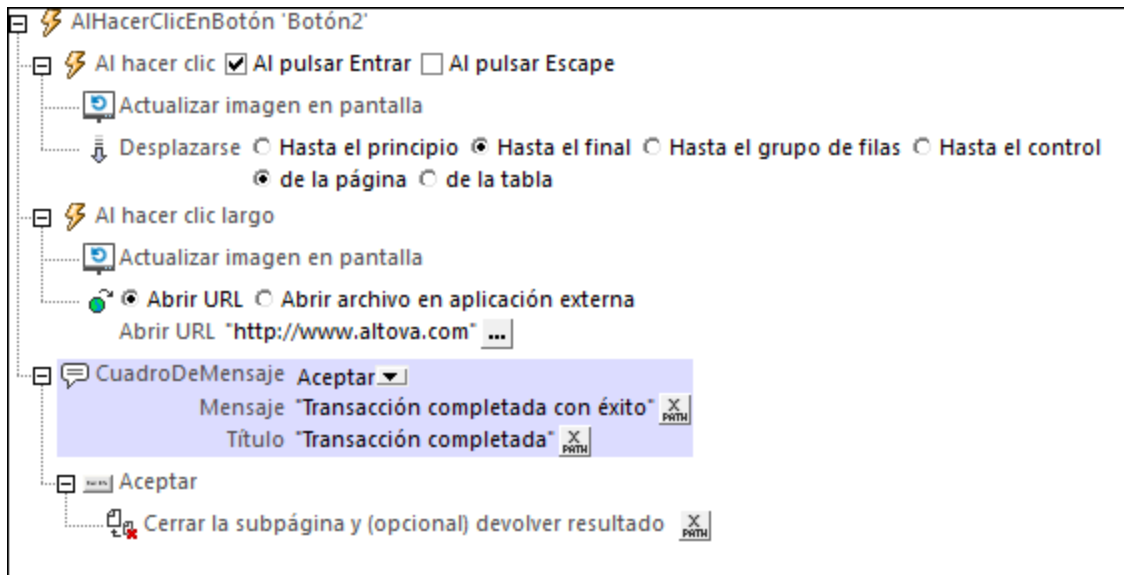 AlHacerClicEnBotón 'Botón2'
Al hacer clic Al pulsar Entrar Al pulsar Escape
Actualizar imagen en pantalla
Desplazarse Hasta el principio Hasta el final Hasta el grupo de filas Hasta el control
de la página de la tabla
Al hacer clic largo
Actualizar imagen en pantalla
Abrir URL Abrir archivo en aplicación externa
Abrir URL "http://www.altova.com" ...
CuadroDeMensaje Aceptar
Mensaje "Transacción completada con éxito" X PATH
Título "Transacción completada" X PATH
Aceptar
Cerrar la subpágina y (opcional) devolver resultado X PATH